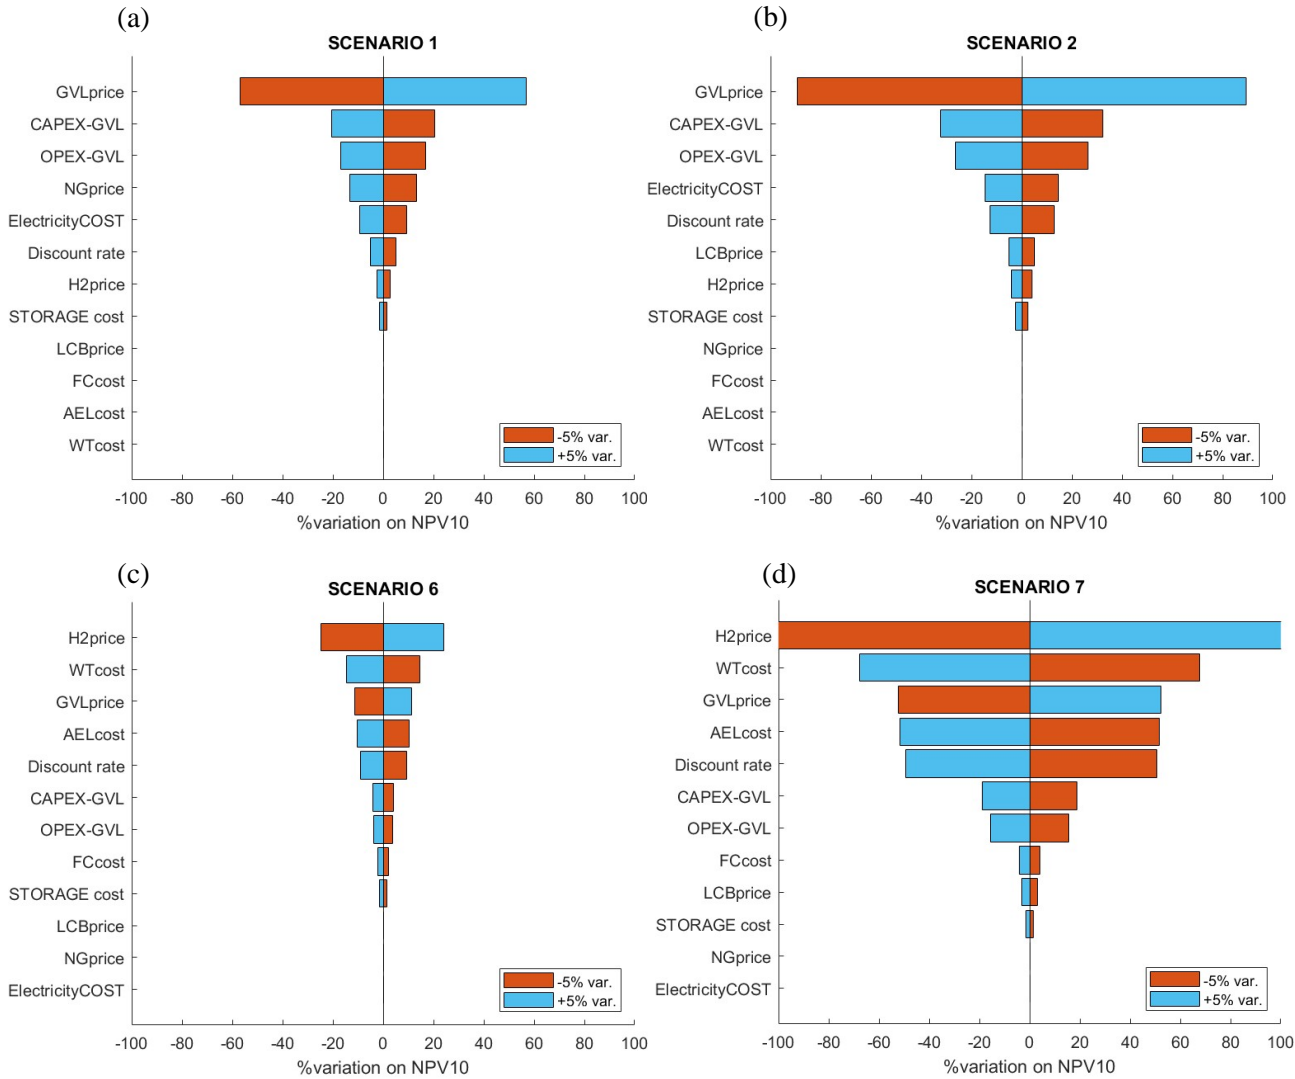 (a)
SCENARIO 1
GVLprice
CAPEX-GVL
OPEX-GVL
NGprice
ElectricityCOST
Discount rate
H2price
STORAGE cost
LCBprice
FCcost
AELcost
WTcost
-5% var.
+5% var.
-100 -80 -60 -40 -20 0 20 40 60 80 100
%variation on NPV10
(b)
SCENARIO 2
GVLprice
CAPEX-GVL
OPEX-GVL
ElectricityCOST
Discount rate
LCBprice
H2price
STORAGE cost
NGprice
FCcost
AELcost
WTcost
-5% var.
+5% var.
-100 -80 -60 -40 -20 0 20 40 60 80 100
%variation on NPV10
(c)
SCENARIO 6
H2price
WTcost
GVLprice
AELcost
Discount rate
CAPEX-GVL
OPEX-GVL
FCcost
STORAGE cost
LCBprice
NGprice
ElectricityCOST
-5% var.
+5% var.
-100 -80 -60 -40 -20 0 20 40 60 80 100
%variation on NPV10
(d)
SCENARIO 7
H2price
WTcost
GVLprice
AELcost
Discount rate
CAPEX-GVL
OPEX-GVL
FCcost
LCBprice
STORAGE cost
NGprice
ElectricityCOST
-5% var.
+5% var.
-100 -80 -60 -40 -20 0 20 40 60 80 100
%variation on NPV10